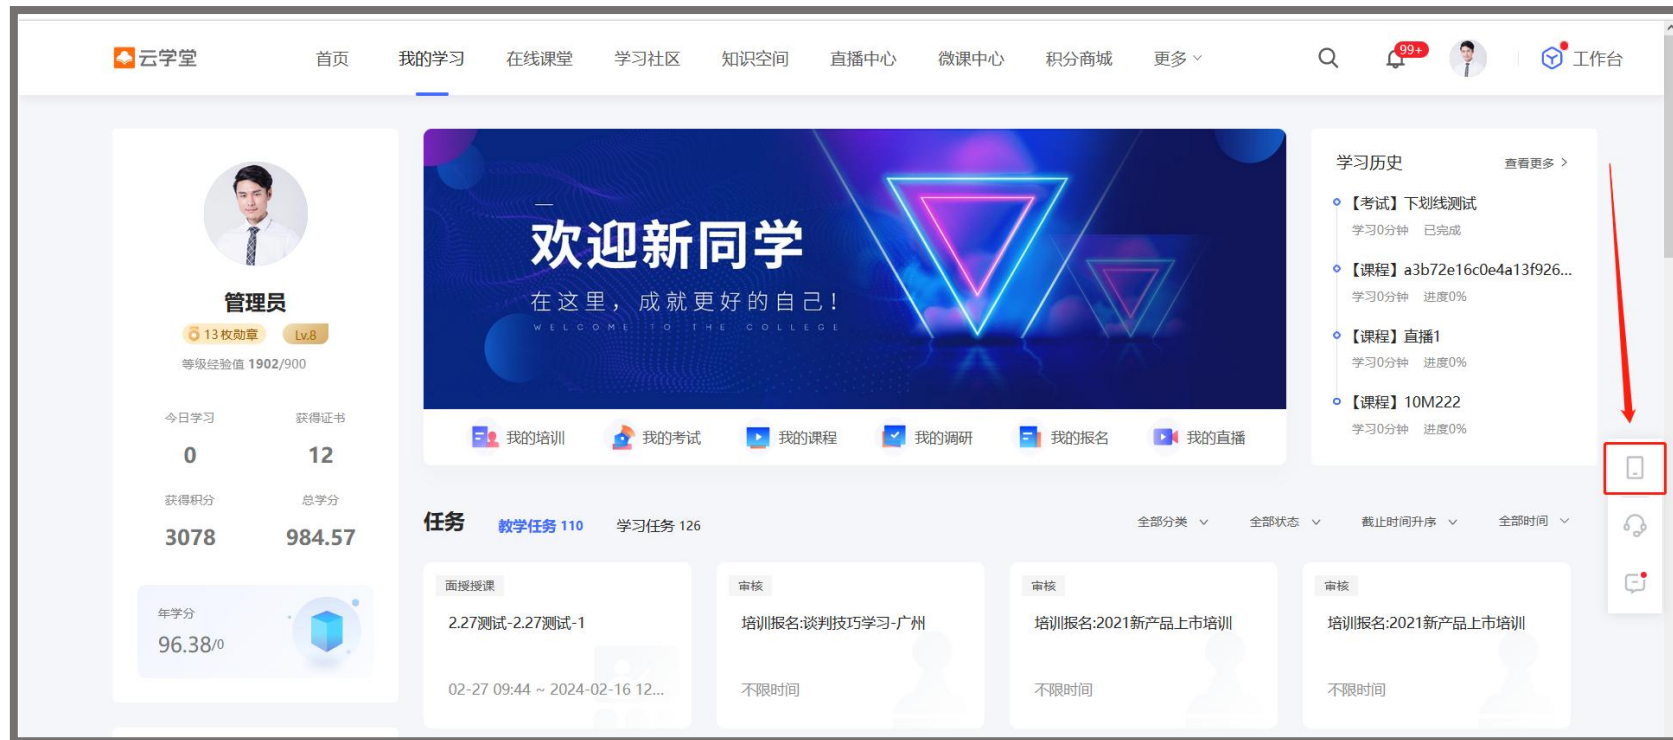 云学堂 首页 我的学习 在线课堂 学习社区 知识空间 直播中心 微课中心 积分商城 更多 99+ 工作台
管理员
13枚勋章 Lv.8
等级经验值 1902/900
今日学习 获得证书
0 12
获得积分 总学分
3078 984.57
年学分
96.38/0
欢迎新同学
在这里，成就更好的自己！
WELCOME TO THE COLLEGE
我的培训 我的考试 我的课程 我的调研 我的报名 我的直播
学习历史 查看更多 >
【考试】下划线测试
学习0分钟 已完成
【课程】a3b72e16c0e4a13f926...
学习0分钟 进度0%
【课程】直播1
学习0分钟 进度0%
【课程】10M222
学习0分钟 进度0%
任务 教学任务 110 学习任务 126 全部分类 全部状态 截止时间升序 全部时间
面授授课
2.27测试-2.27测试-1
02-27 09:44 ~ 2024-02-16 12...
审核
培训报名:谈判技巧学习-广州
不限时间
审核
培训报名:2021新产品上市培训
不限时间
审核
培训报名:2021新产品上市培训
不限时间